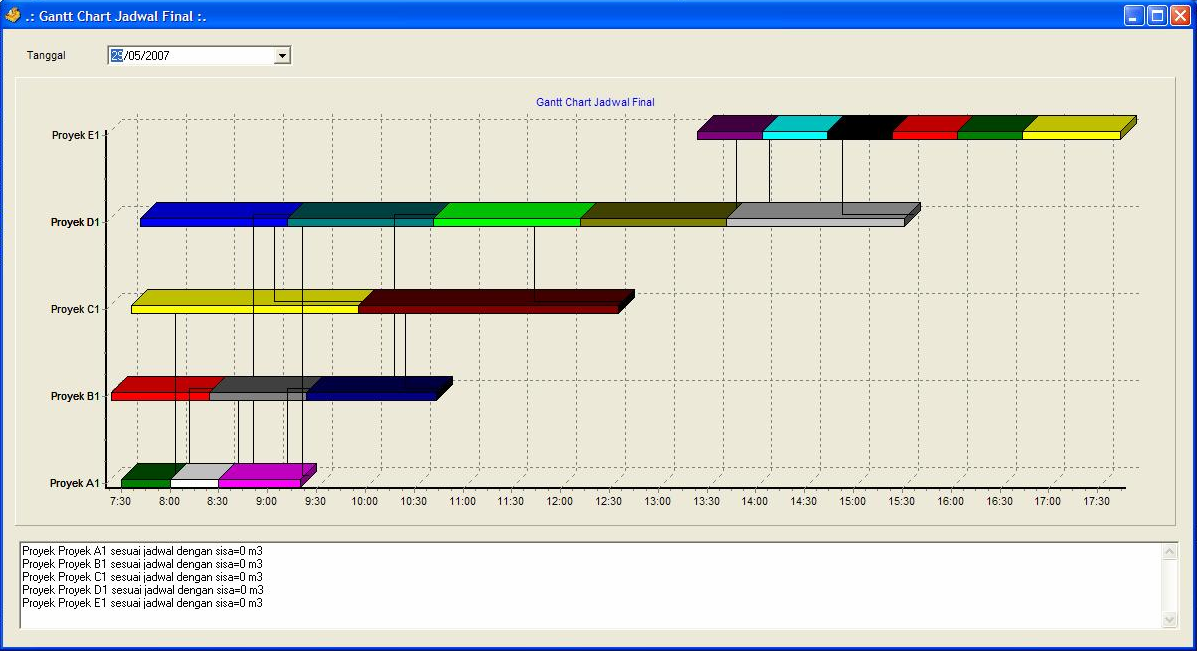 .: Gantt Chart Jadwal Final :.
Tanggal
29/05/2007
Gantt Chart Jadwal Final
Proyek E1
Proyek D1
Proyek C1
Proyek B1
Proyek A1
7:30 8:00 8:30 9:00 9:30 10:00 10:30 11:00 11:30 12:00 12:30 13:00 13:30 14:00 14:30 15:00 15:30 16:00 16:30 17:00 17:30
Proyek Proyek A1 sesuai jadwal dengan sisa=0 m3
Proyek Proyek B1 sesuai jadwal dengan sisa=0 m3
Proyek Proyek C1 sesuai jadwal dengan sisa=0 m3
Proyek Proyek D1 sesuai jadwal dengan sisa=0 m3
Proyek Proyek E1 sesuai jadwal dengan sisa=0 m3